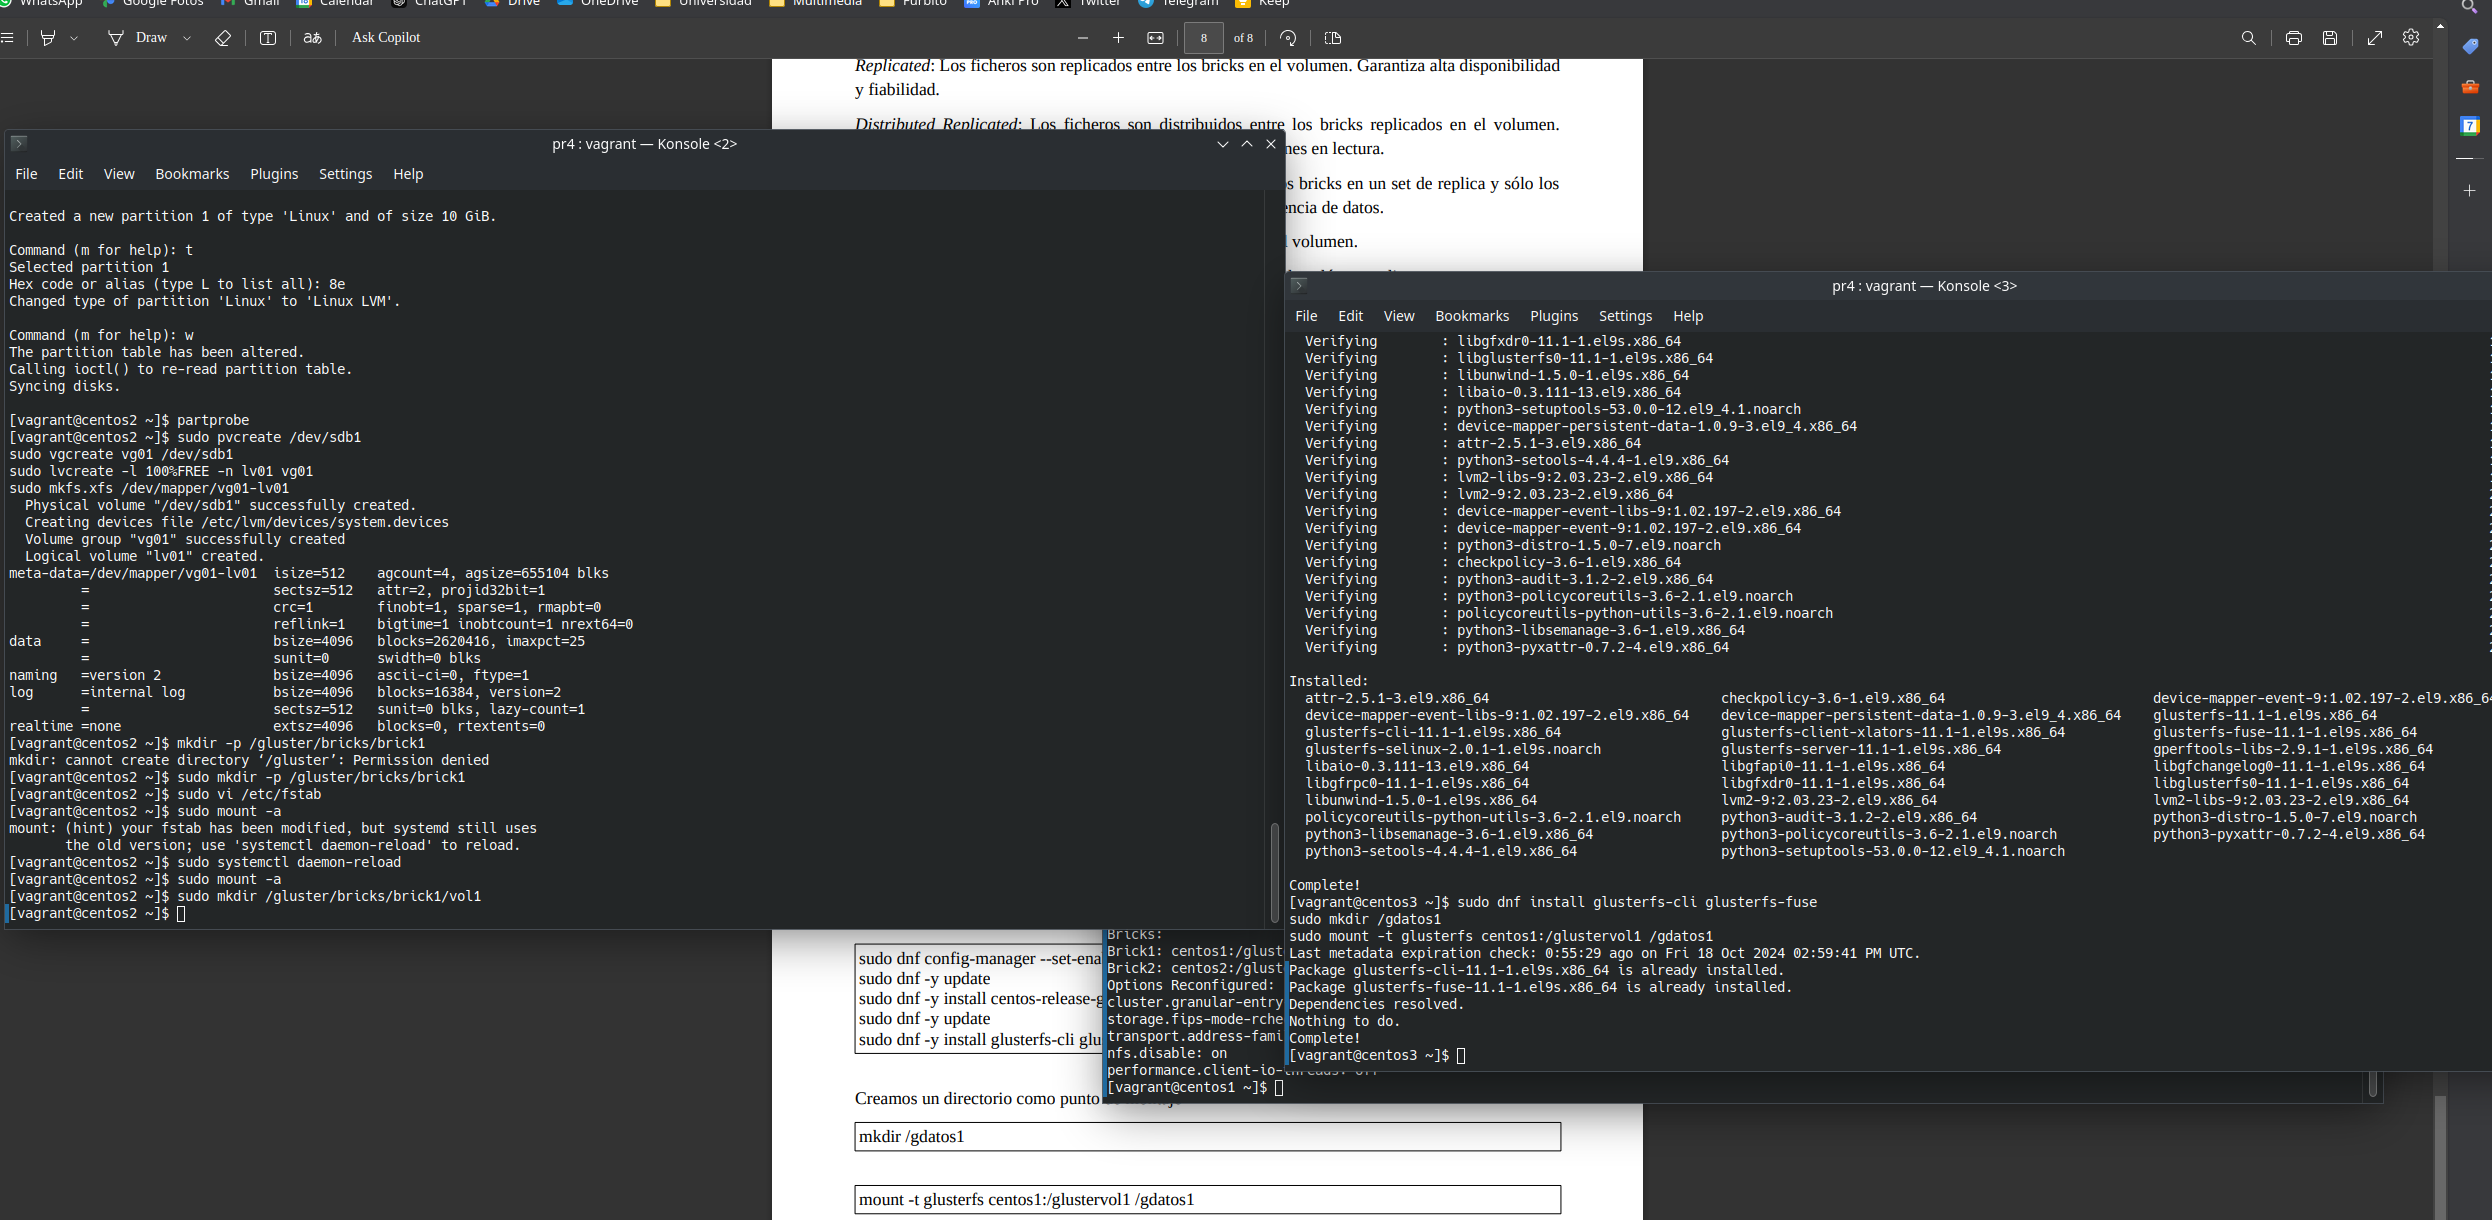 WhatsApp Google Fotos Gmail Calendar ChatGPT Drive OneDrive Universidad Multimedia Furbito Anki Pro Twitter Telegram Keep
Draw Ask Copilot 8 of 8
Replicated: Los ficheros son replicados entre los bricks en el volumen. Garantiza alta disponibilidad
y fiabilidad.
Distributed Replicated: Los ficheros son distribuidos entre los bricks replicados en el volumen.
nes en lectura.
s bricks en un set de replica y sólo los
encia de datos.
volumen.
pr4 : vagrant — Konsole <2>
File Edit View Bookmarks Plugins Settings Help
Created a new partition 1 of type 'Linux' and of size 10 GiB.
Command (m for help): t
Selected partition 1
Hex code or alias (type L to list all): 8e
Changed type of partition 'Linux' to 'Linux LVM'.
Command (m for help): w
The partition table has been altered.
Calling ioctl() to re-read partition table.
Syncing disks.
[vagrant@centos2 ~]$ partprobe
[vagrant@centos2 ~]$ sudo pvcreate /dev/sdb1
sudo vgcreate vg01 /dev/sdb1
sudo lvcreate -l 100%FREE -n lv01 vg01
sudo mkfs.xfs /dev/mapper/vg01-lv01
Physical volume "/dev/sdb1" successfully created.
Creating devices file /etc/lvm/devices/system.devices
Volume group "vg01" successfully created
Logical volume "lv01" created.
meta-data=/dev/mapper/vg01-lv01 isize=512 agcount=4, agsize=655104 blks
= sectsz=512 attr=2, projid32bit=1
= crc=1 finobt=1, sparse=1, rmapbt=0
= reflink=1 bigtime=1 inobtcount=1 nrext64=0
data = bsize=4096 blocks=2620416, imaxpct=25
= sunit=0 swidth=0 blks
naming =version 2 bsize=4096 ascii-ci=0, ftype=1
log =internal log bsize=4096 blocks=16384, version=2
= sectsz=512 sunit=0 blks, lazy-count=1
realtime =none extsz=4096 blocks=0, rtextents=0
[vagrant@centos2 ~]$ mkdir -p /gluster/bricks/brick1
mkdir: cannot create directory ‘/gluster’: Permission denied
[vagrant@centos2 ~]$ sudo mkdir -p /gluster/bricks/brick1
[vagrant@centos2 ~]$ sudo vi /etc/fstab
[vagrant@centos2 ~]$ sudo mount -a
mount: (hint) your fstab has been modified, but systemd still uses
the old version; use 'systemctl daemon-reload' to reload.
[vagrant@centos2 ~]$ sudo systemctl daemon-reload
[vagrant@centos2 ~]$ sudo mount -a
[vagrant@centos2 ~]$ sudo mkdir /gluster/bricks/brick1/vol1
[vagrant@centos2 ~]$
pr4 : vagrant — Konsole <3>
File Edit View Bookmarks Plugins Settings Help
Verifying : libgfxdr0-11.1-1.el9s.x86_64
Verifying : libglusterfs0-11.1-1.el9s.x86_64
Verifying : libunwind-1.5.0-1.el9s.x86_64
Verifying : libaio-0.3.111-13.el9.x86_64
Verifying : python3-setuptools-53.0.0-12.el9_4.1.noarch
Verifying : device-mapper-persistent-data-1.0.9-3.el9_4.x86_64
Verifying : attr-2.5.1-3.el9.x86_64
Verifying : python3-setools-4.4.4-1.el9.x86_64
Verifying : lvm2-libs-9:2.03.23-2.el9.x86_64
Verifying : lvm2-9:2.03.23-2.el9.x86_64
Verifying : device-mapper-event-libs-9:1.02.197-2.el9.x86_64
Verifying : device-mapper-event-9:1.02.197-2.el9.x86_64
Verifying : python3-distro-1.5.0-7.el9.noarch
Verifying : checkpolicy-3.6-1.el9.x86_64
Verifying : python3-audit-3.1.2-2.el9.x86_64
Verifying : python3-policycoreutils-3.6-2.1.el9.noarch
Verifying : policycoreutils-python-utils-3.6-2.1.el9.noarch
Verifying : python3-libsemanage-3.6-1.el9.x86_64
Verifying : python3-pyxattr-0.7.2-4.el9.x86_64
Installed:
attr-2.5.1-3.el9.x86_64 checkpolicy-3.6-1.el9.x86_64 device-mapper-event-9:1.02.197-2.el9.x86_64
device-mapper-event-libs-9:1.02.197-2.el9.x86_64 device-mapper-persistent-data-1.0.9-3.el9_4.x86_64 glusterfs-11.1-1.el9s.x86_64
glusterfs-cli-11.1-1.el9s.x86_64 glusterfs-client-xlators-11.1-1.el9s.x86_64 glusterfs-fuse-11.1-1.el9s.x86_64
glusterfs-selinux-2.0.1-1.el9s.noarch glusterfs-server-11.1-1.el9s.x86_64 gperftools-libs-2.9.1-1.el9s.x86_64
libaio-0.3.111-13.el9.x86_64 libgfapi0-11.1-1.el9s.x86_64 libgfchangelog0-11.1-1.el9s.x86_64
libgfrpc0-11.1-1.el9s.x86_64 libgfxdr0-11.1-1.el9s.x86_64 libglusterfs0-11.1-1.el9s.x86_64
libunwind-1.5.0-1.el9s.x86_64 lvm2-9:2.03.23-2.el9.x86_64 lvm2-libs-9:2.03.23-2.el9.x86_64
policycoreutils-python-utils-3.6-2.1.el9.noarch python3-audit-3.1.2-2.el9.x86_64 python3-distro-1.5.0-7.el9.noarch
python3-libsemanage-3.6-1.el9.x86_64 python3-policycoreutils-3.6-2.1.el9.noarch python3-pyxattr-0.7.2-4.el9.x86_64
python3-setools-4.4.4-1.el9.x86_64 python3-setuptools-53.0.0-12.el9_4.1.noarch
Complete!
[vagrant@centos3 ~]$ sudo dnf install glusterfs-cli glusterfs-fuse
sudo mkdir /gdatos1
sudo mount -t glusterfs centos1:/glustervol1 /gdatos1
Last metadata expiration check: 0:55:29 ago on Fri 18 Oct 2024 02:59:41 PM UTC.
Package glusterfs-cli-11.1-1.el9s.x86_64 is already installed.
Package glusterfs-fuse-11.1-1.el9s.x86_64 is already installed.
Dependencies resolved.
Nothing to do.
Complete!
[vagrant@centos3 ~]$
Bricks:
Brick1: centos1:/glust
Brick2: centos2:/glust
Options Reconfigured:
cluster.granular-entry
storage.fips-mode-rche
transport.address-fami
nfs.disable: on
performance.client-io-threads: off
[vagrant@centos1 ~]$
sudo dnf config-manager --set-ena
sudo dnf -y update
sudo dnf -y install centos-release-g
sudo dnf -y update
sudo dnf -y install glusterfs-cli glu
Creamos un directorio como punto
mkdir /gdatos1
mount -t glusterfs centos1:/glustervol1 /gdatos1